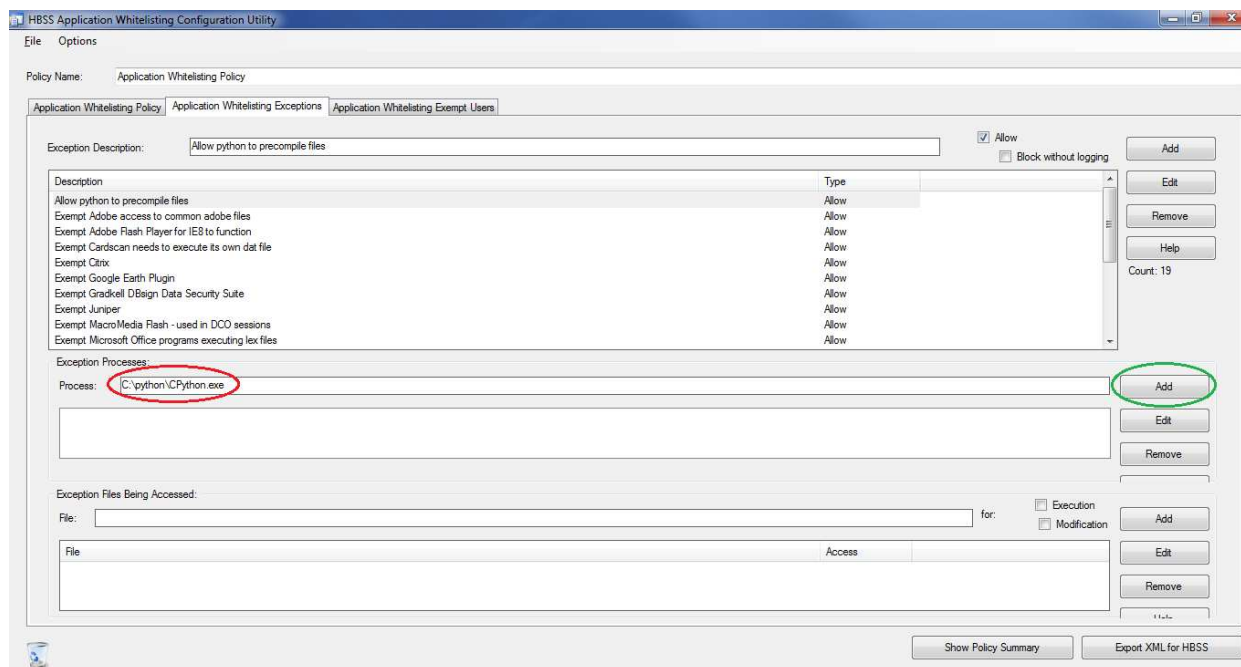 HBSS Application Whitelisting Configuration Utility
File Options
Policy Name: Application Whitelisting Policy
Application Whitelisting Policy Application Whitelisting Exceptions Application Whitelisting Exempt Users
Exception Description: Allow python to precompile files
Allow
Block without logging
Add
Description Type
Allow python to precompile files Allow
Exempt Adobe access to common adobe files Allow
Exempt Adobe Flash Player for IE8 to function Allow
Exempt Cardscan needs to execute its own dat file Allow
Exempt Citrix Allow
Exempt Google Earth Plugin Allow
Exempt Gradkell DBsign Data Security Suite Allow
Exempt Juniper Allow
Exempt MacroMedia Flash - used in DCO sessions Allow
Exempt Microsoft Office programs executing lex files Allow
Edit
Remove
Help
Count: 19
Exception Processes:
Process: C:\python\CPython.exe
Add
Edit
Remove
Exception Files Being Accessed:
File: for:
Execution
Modification
Add
File Access
Edit
Remove
Show Policy Summary
Export XML for HBSS